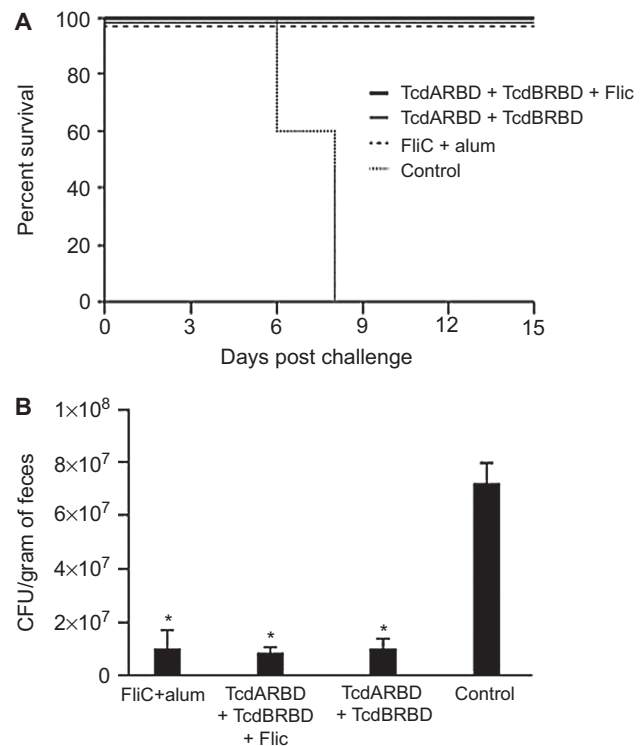 A
100
80
60
40
20
0
Percent survival
TcdARBD + TcdBRBD + Flic
TcdARBD + TcdBRBD
FliC + alum
Control
0 3 6 9 12 15
Days post challenge
B
1×10⁸
8×10⁷
6×10⁷
4×10⁷
2×10⁷
0
CFU/gram of feces
* * *
FliC+alum
TcdARBD
+ TcdBRBD
+ Flic
TcdARBD
+ TcdBRBD
Control